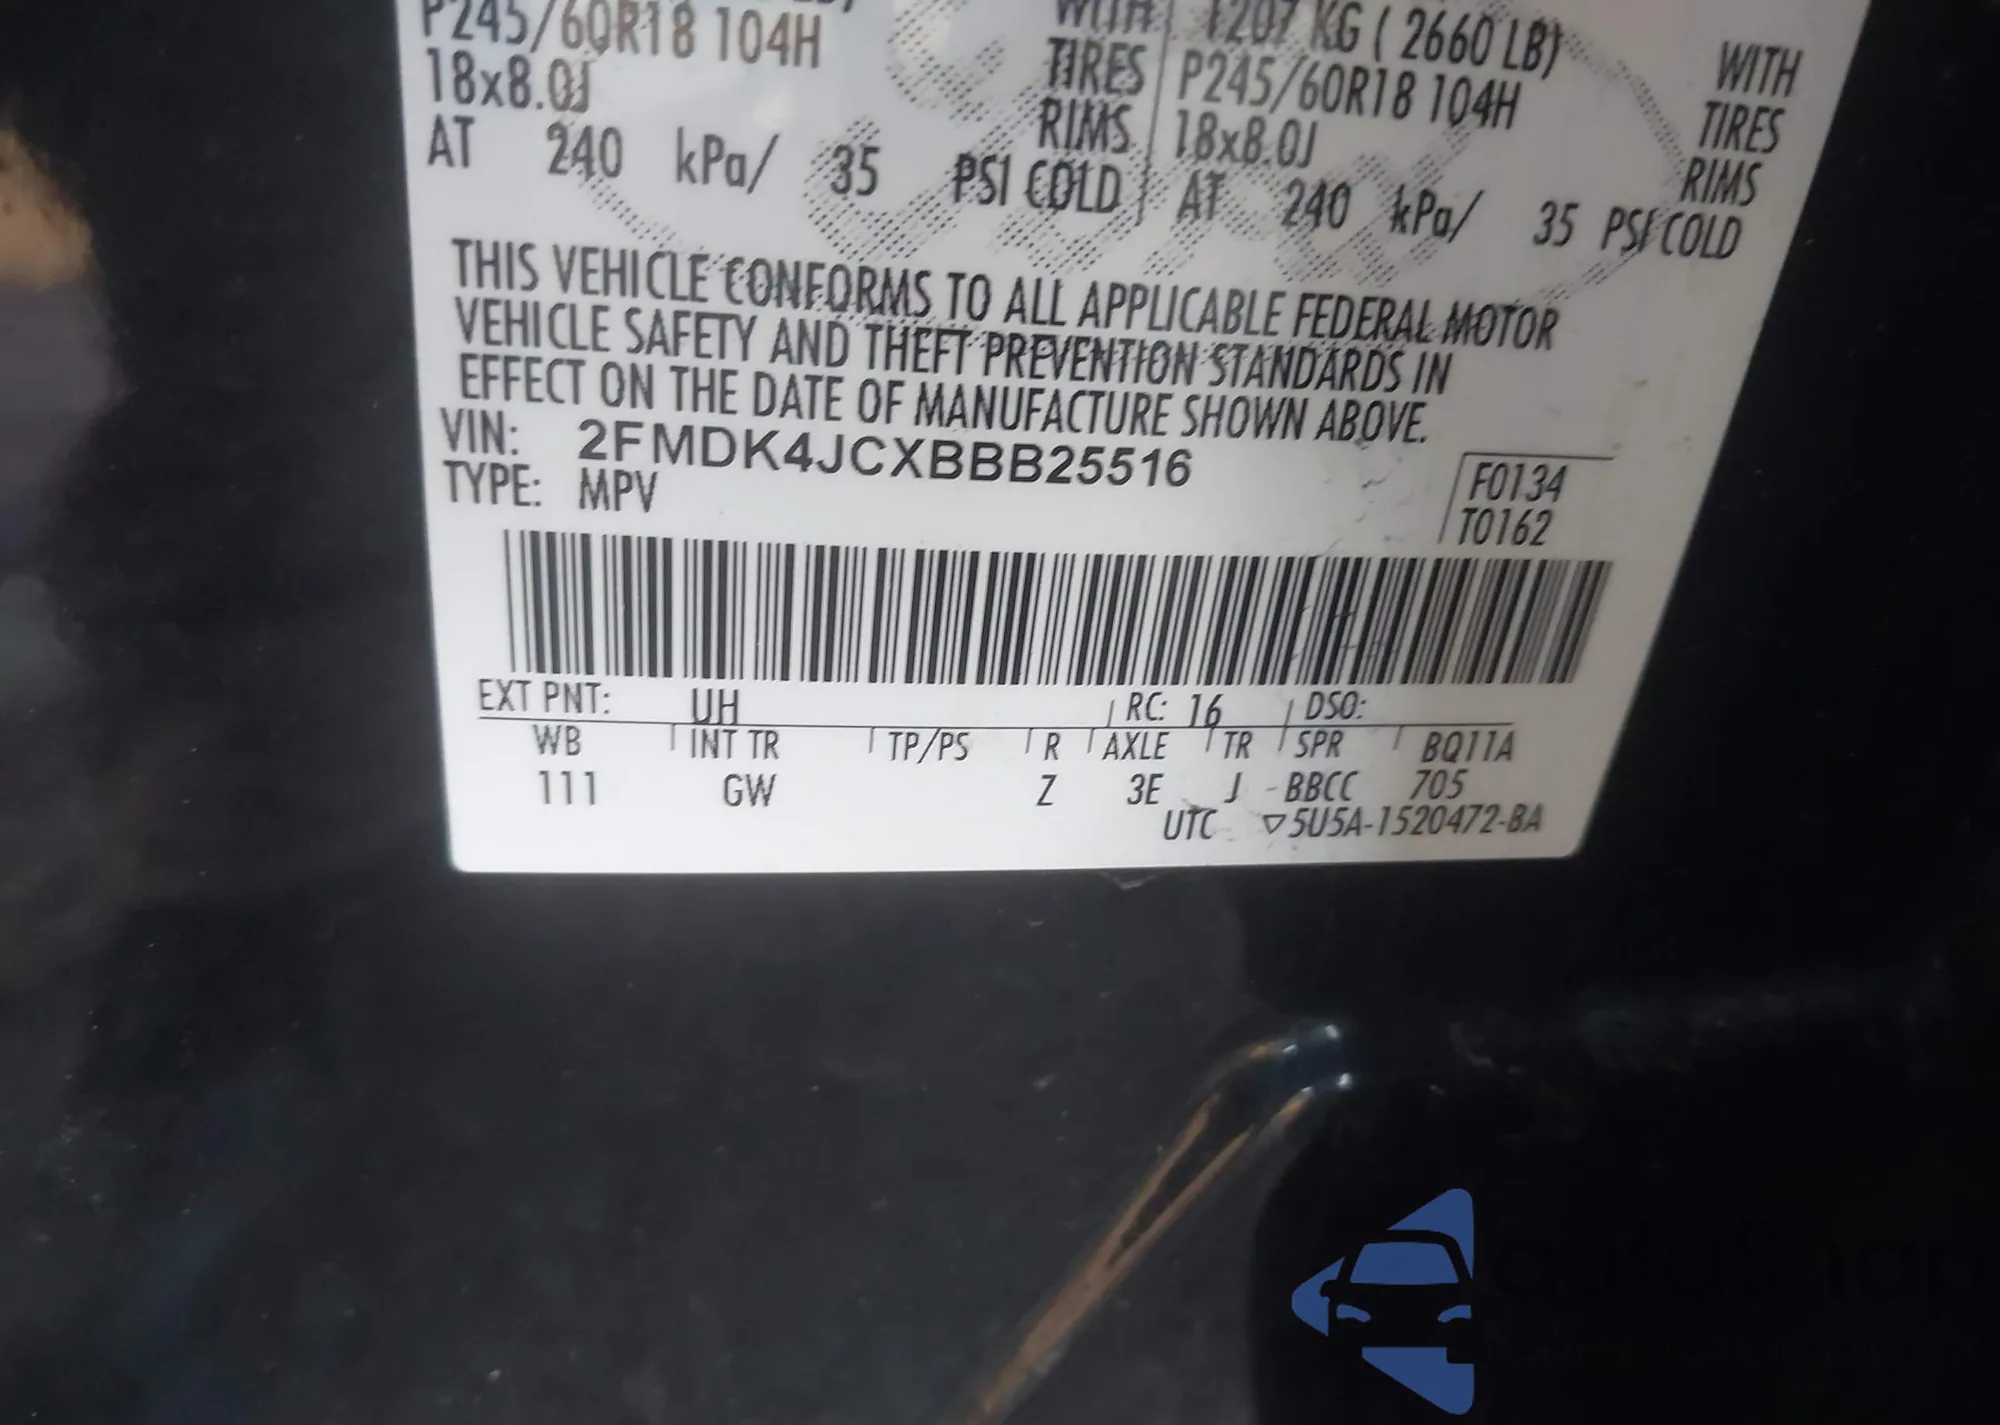 P245/60R18 104H
18x8.0J
AT 240 kPa/ 35 PSI COLD
WITH 1207 KG ( 2660 LB)
TIRES P245/60R18 104H
RIMS 18x8.0J
AT 240 kPa/ 35 PSI COLD
WITH
TIRES
RIMS
THIS VEHICLE CONFORMS TO ALL APPLICABLE FEDERAL MOTOR
VEHICLE SAFETY AND THEFT PREVENTION STANDARDS IN
EFFECT ON THE DATE OF MANUFACTURE SHOWN ABOVE.
VIN: 2FMDK4JCXBBB25516
TYPE: MPV
F0134
T0162
EXT PNT: UH RC: 16 DSO:
WB INT TR TP/PS R AXLE TR SPR BQ11A
111 GW Z 3E J BBCC 705
UTC ▽5U5A-1520472-BA